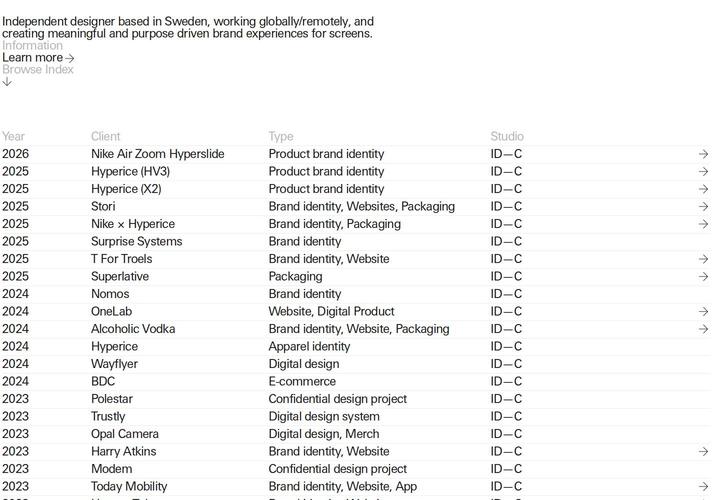 Independent designer based in Sweden, working globally/remotely, and
creating meaningful and purpose driven brand experiences for screens.
Information
Learn more→
Browse Index
↓
Year Client Type Studio
2026 Nike Air Zoom Hyperslide Product brand identity ID—C →
2025 Hyperice (HV3) Product brand identity ID—C →
2025 Hyperice (X2) Product brand identity ID—C →
2025 Stori Brand identity, Websites, Packaging ID—C →
2025 Nike × Hyperice Brand identity, Packaging ID—C →
2025 Surprise Systems Brand identity ID—C
2025 T For Troels Brand identity, Website ID—C →
2025 Superlative Packaging ID—C →
2024 Nomos Brand identity ID—C
2024 OneLab Website, Digital Product ID—C →
2024 Alcoholic Vodka Brand identity, Website, Packaging ID—C →
2024 Hyperice Apparel identity ID—C
2024 Wayflyer Digital design ID—C
2024 BDC E-commerce ID—C
2023 Polestar Confidential design project ID—C
2023 Trustly Digital design system ID—C
2023 Opal Camera Digital design, Merch ID—C
2023 Harry Atkins Brand identity, Website ID—C →
2023 Modem Confidential design project ID—C
2023 Today Mobility Brand identity, Website, App ID—C →